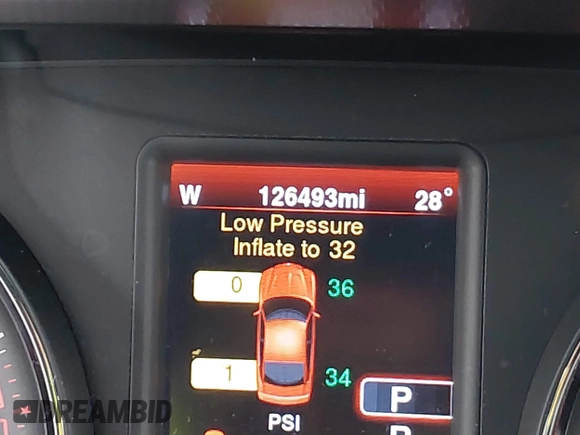 W 126493mi 28°
Low Pressure
Inflate to 32
0 36
1 34
P
PSI
R
DREAMBID